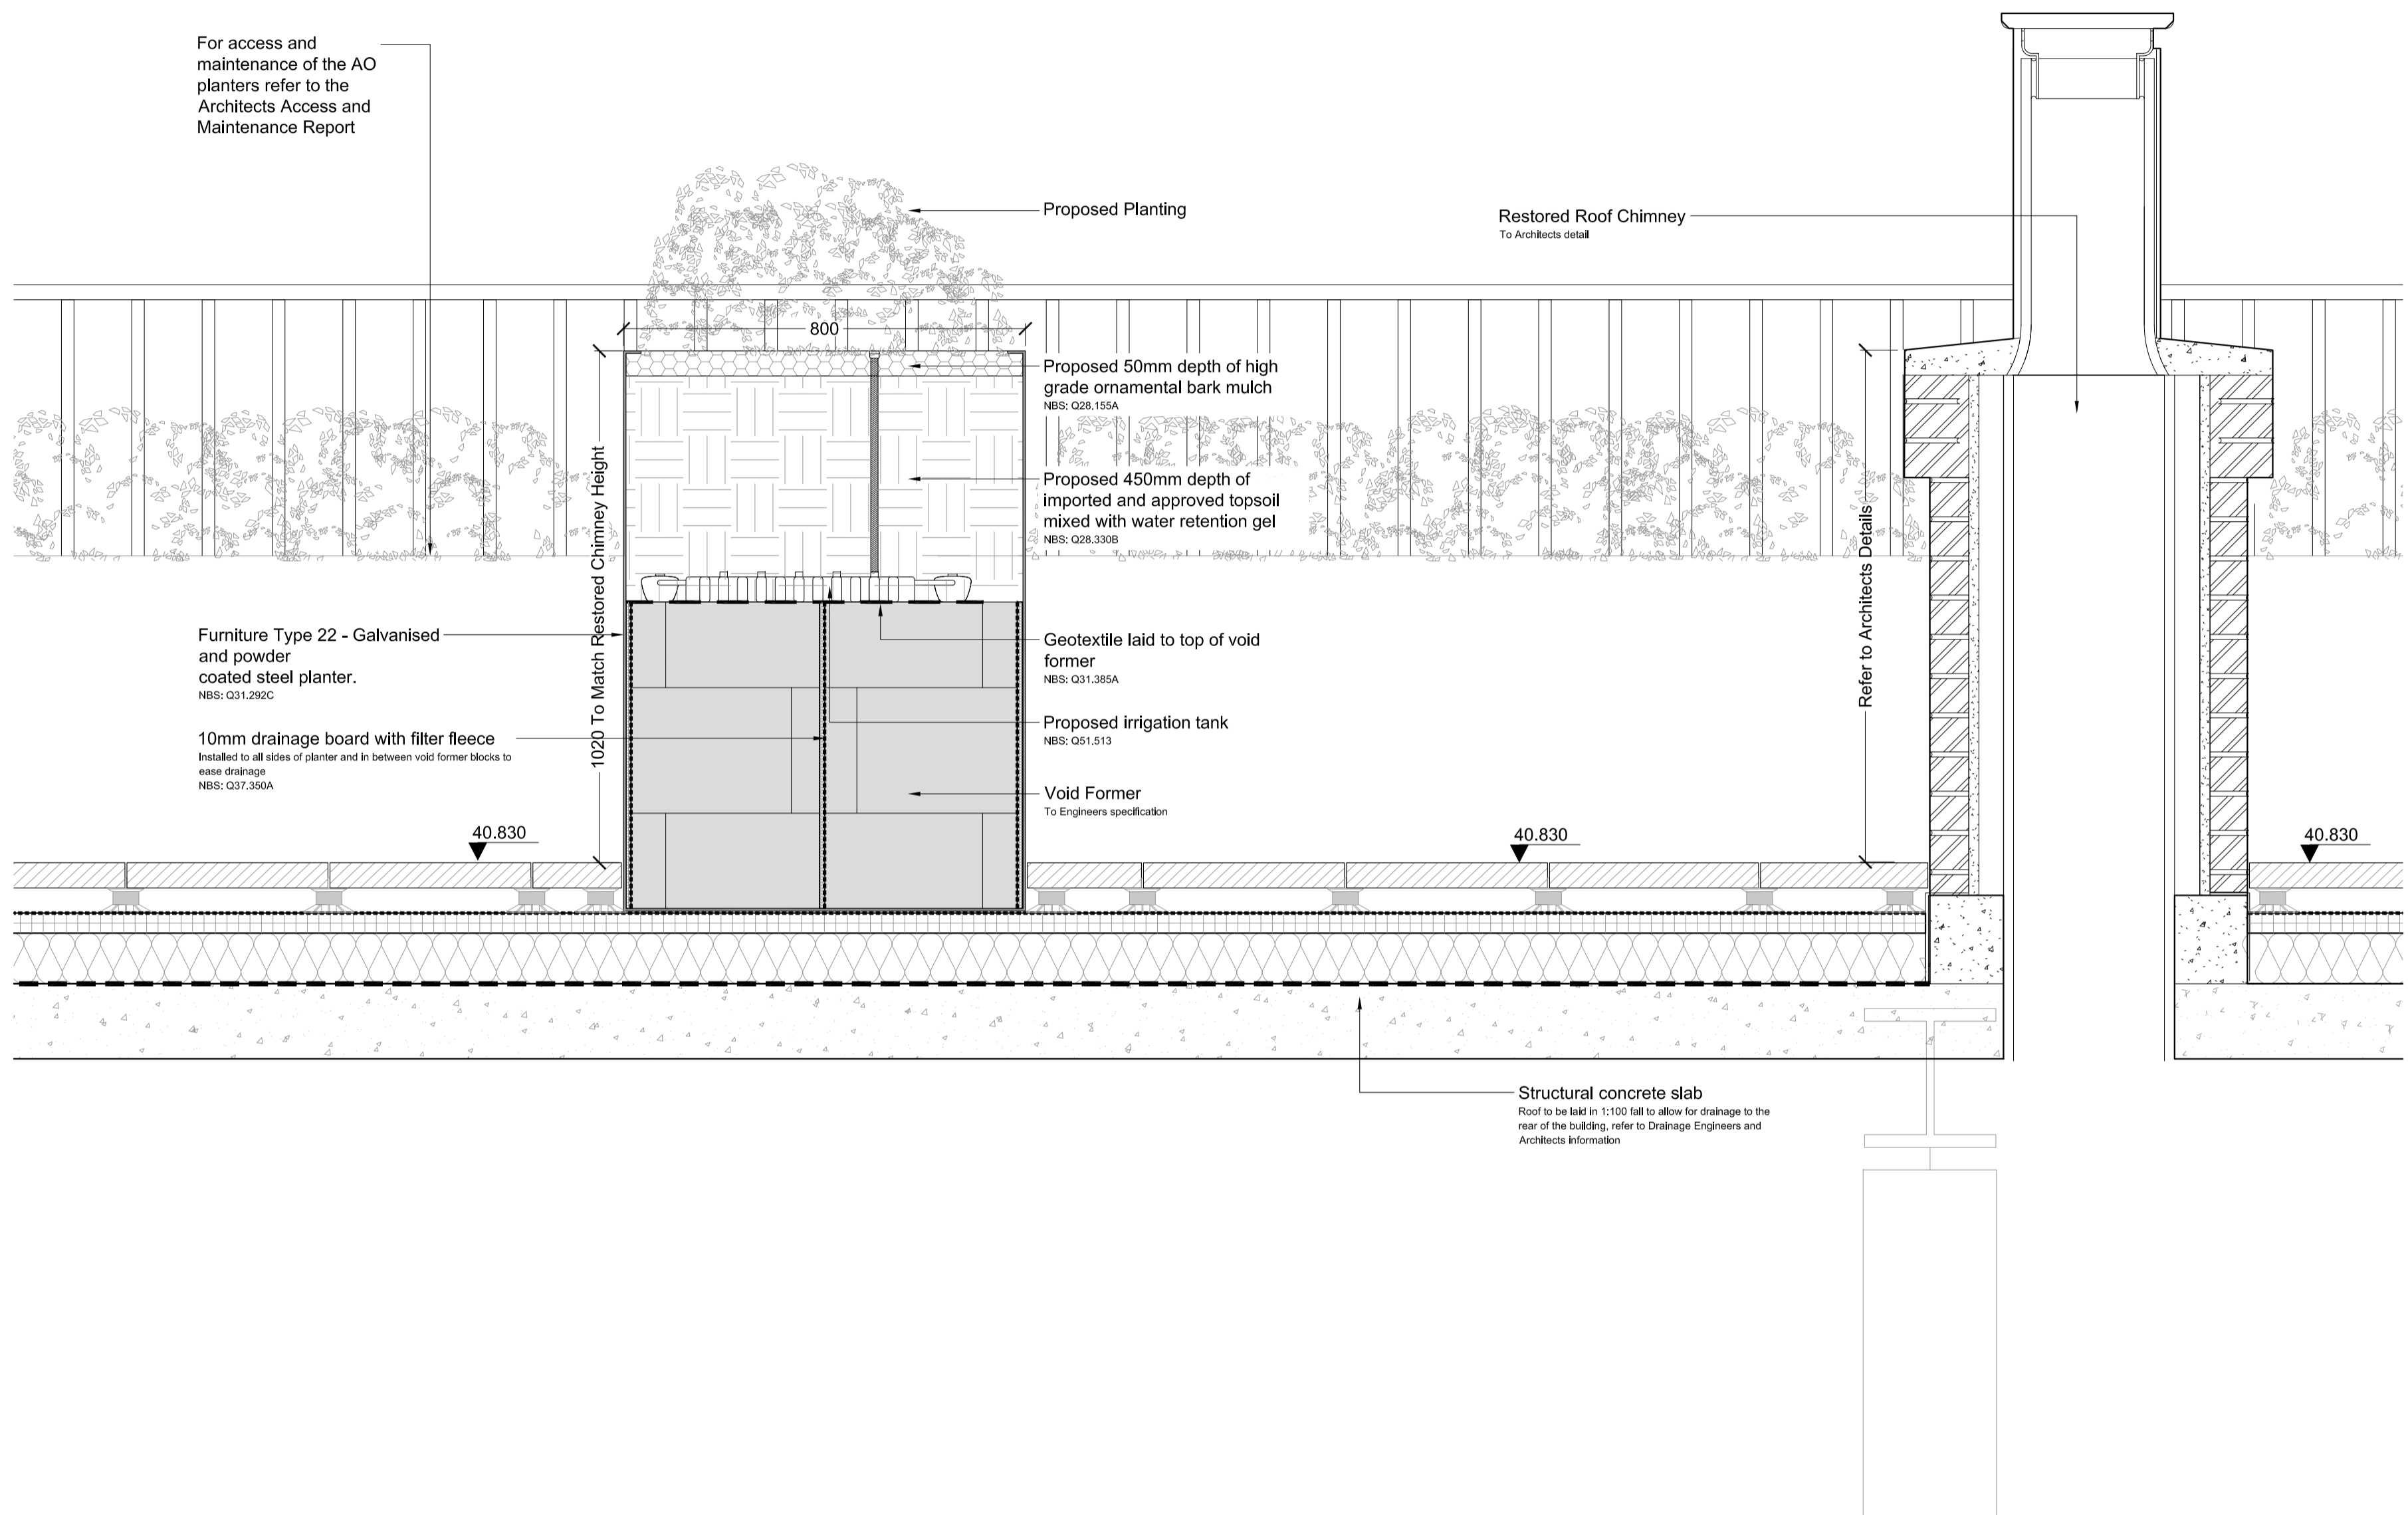 For access and
maintenance of the AO
planters refer to the
Architects Access and
Maintenance Report
Proposed Planting
Restored Roof Chimney
To Architects detail
800
Proposed 50mm depth of high
grade ornamental bark mulch
NBS: Q28.155A
Proposed 450mm depth of
imported and approved topsoil
mixed with water retention gel
NBS: Q28.330B
1020 To Match Restored Chimney Height
Refer to Architects Details
Furniture Type 22 - Galvanised
and powder
coated steel planter.
NBS: Q31.292C
Geotextile laid to top of void
former
NBS: Q31.385A
10mm drainage board with filter fleece
Installed to all sides of planter and in between void former blocks to
ease drainage
NBS: Q37.350A
Proposed irrigation tank
NBS: Q51.513
Void Former
To Engineers specification
40.830
40.830
40.830
Structural concrete slab
Roof to be laid in 1:100 fall to allow for drainage to the
rear of the building, refer to Drainage Engineers and
Architects information